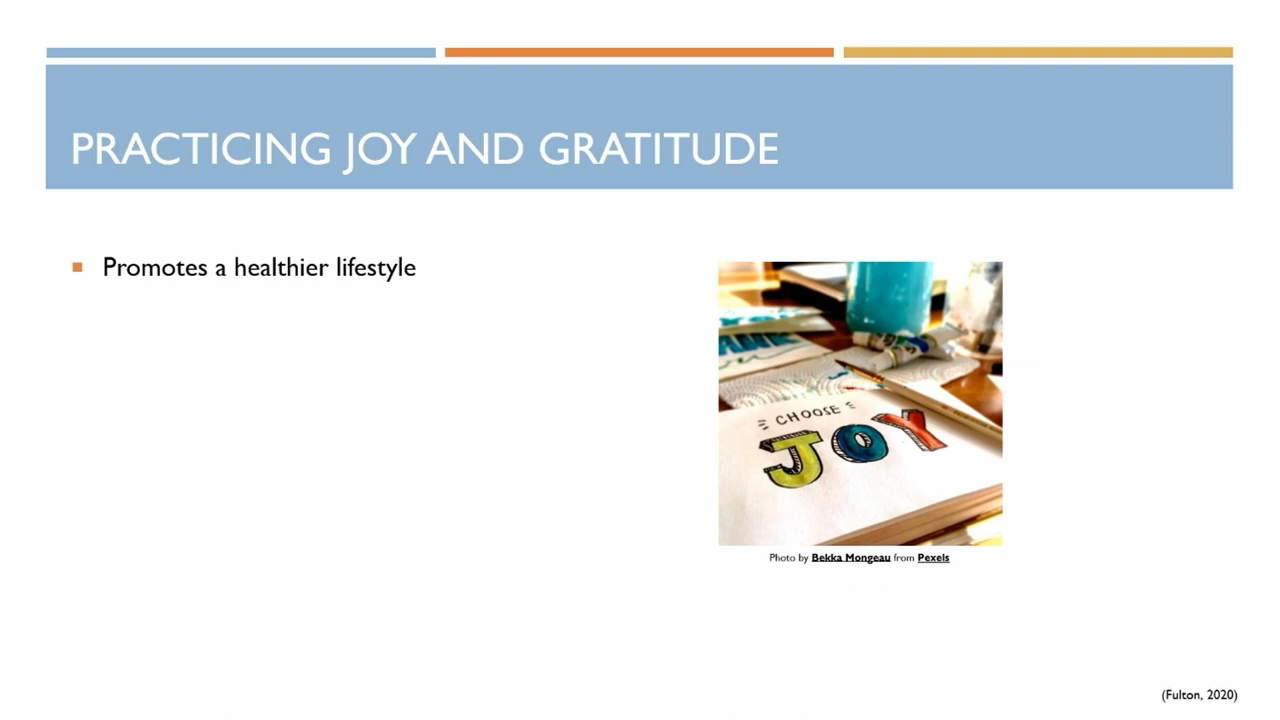 PRACTICING JOY AND GRATITUDE
Promotes a healthier lifestyle
CHOOSE
JOY
Photo by Bekka Mongeau from Pexels
(Fulton, 2020)